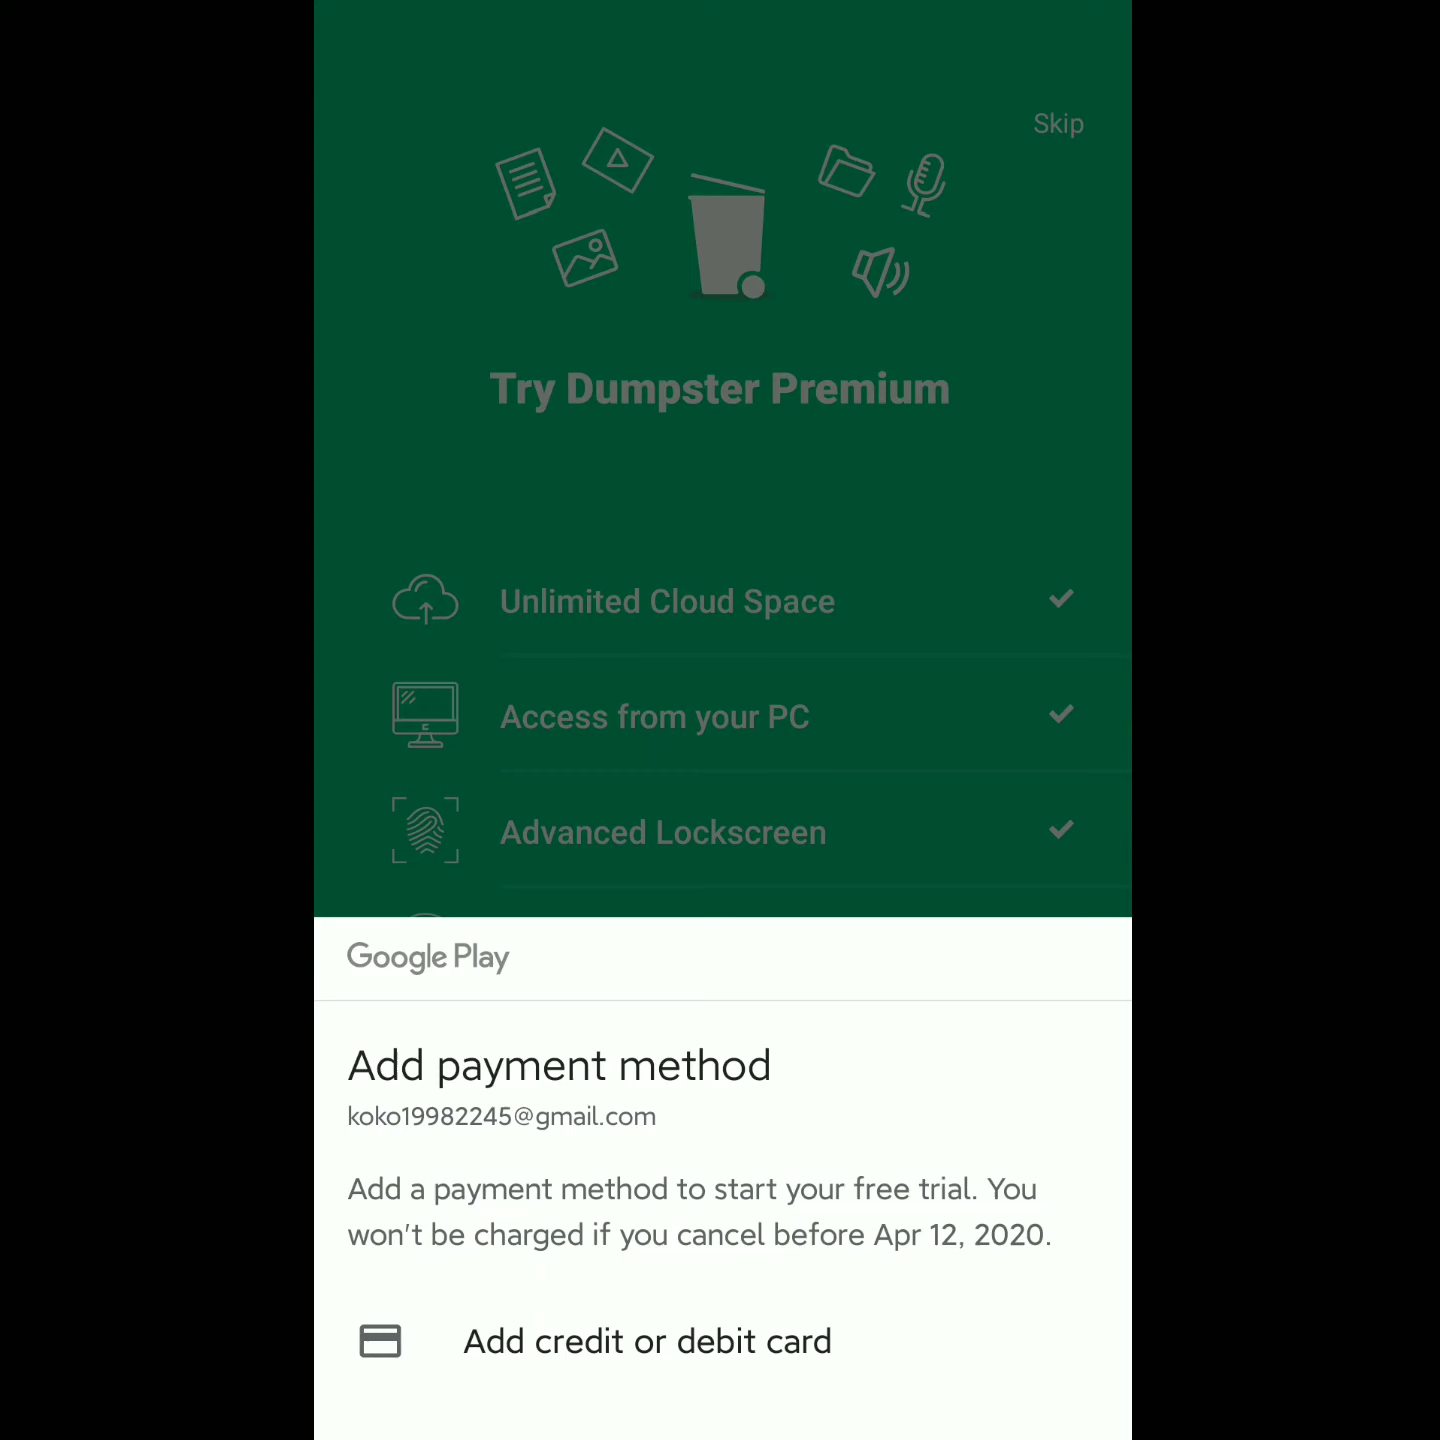 Skip
Try Dumpster Premium
Unlimited Cloud Space
Access from your PC
Advanced Lockscreen
Google Play
Add payment method
koko19982245@gmail.com
Add a payment method to start your free trial. You
won't be charged if you cancel before Apr 12, 2020.
Add credit or debit card